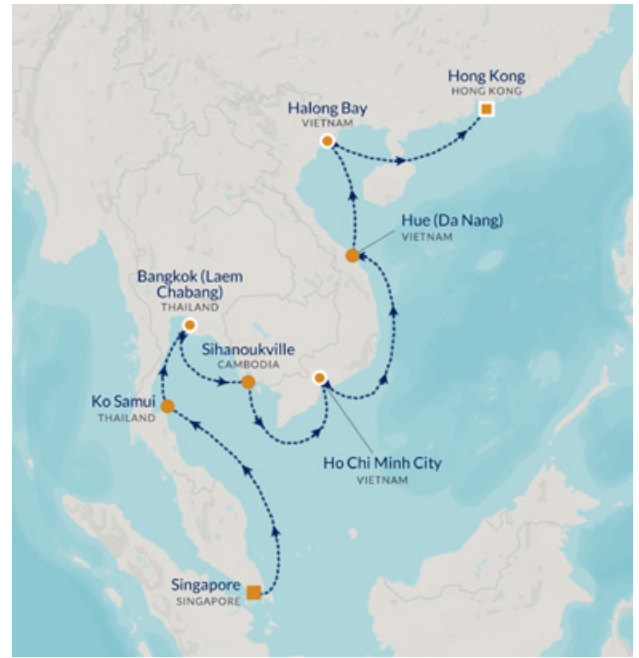 Hong Kong
HONG KONG
Halong Bay
VIETNAM
Hue (Da Nang)
VIETNAM
Bangkok (Laem
Chabang)
THAILAND
Sihanoukville
CAMBODIA
Ko Samui
THAILAND
Ho Chi Minh City
VIETNAM
Singapore
SINGAPORE